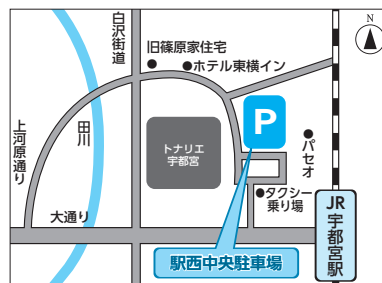 白沢街道
N
旧篠原家住宅
ホテル東横イン
P
上河原通り
田川
トナリエ
宇都宮
パセオ
タクシー
乗り場
大通り
JR
宇都宮駅
駅西中央駐車場